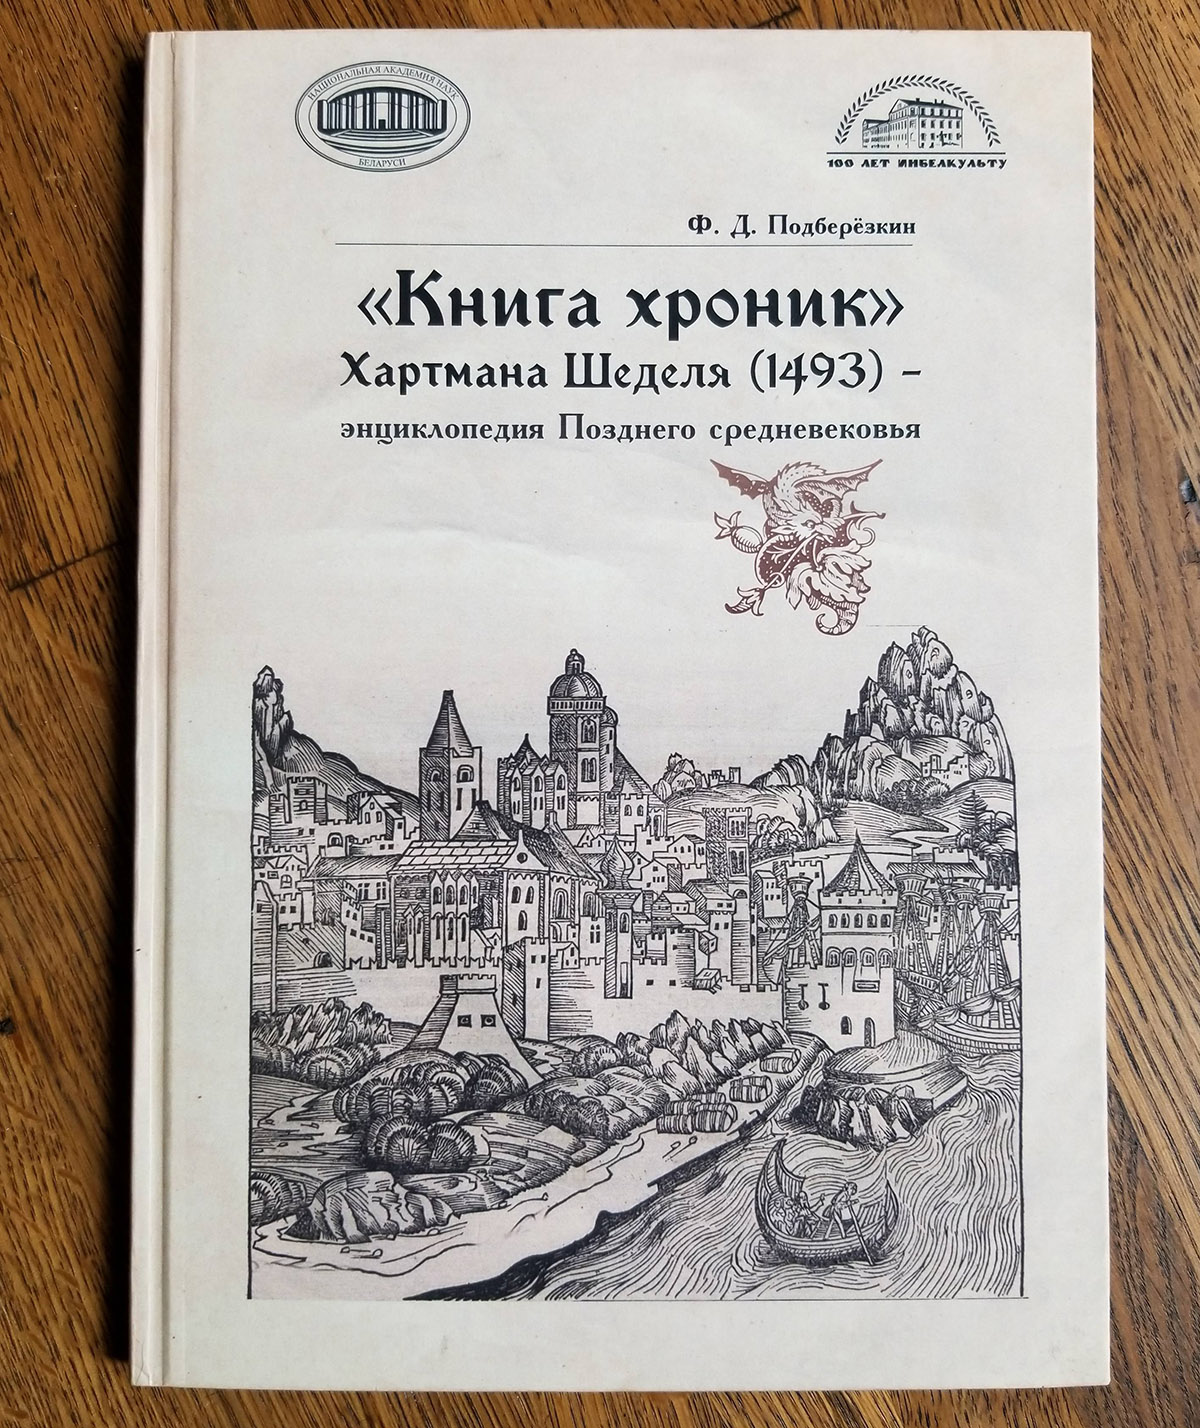 НАЦИОНАЛЬНАЯ АКАДЕМИЯ НАУК
БЕЛАРУСИ
100 ЛЕТ ИНБЕЛКУЛЬТУ
Ф. Д. Подберёзкин
«Книга хроник»
Хартмана Шеделя (1493) –
энциклопедия Позднего средневековья